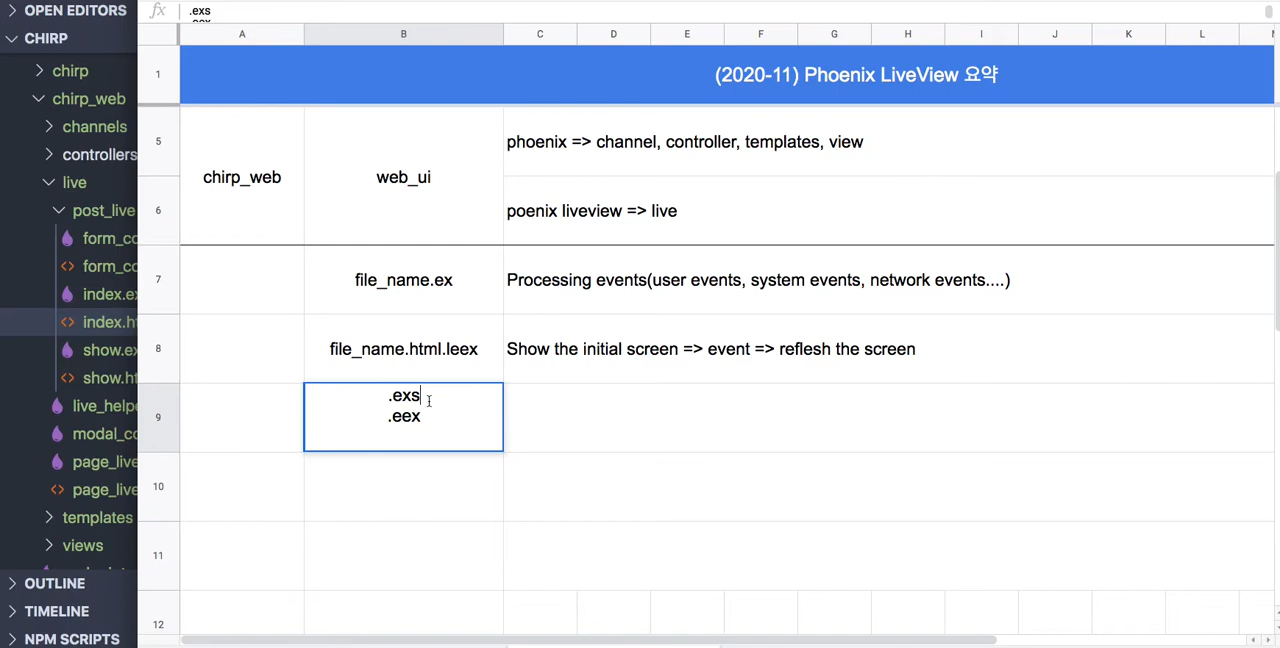 OPEN EDITORS
CHIRP
chirp
chirp_web
channels
controllers
live
post_live
form_co
form_co
index.ex
index.ht
show.ex
show.ht
live_helpe
modal_co
page_live
page_live
templates
views
OUTLINE
TIMELINE
NPM SCRIPTS
fx .exs
A B C D E F G H I J K L
1 (2020-11) Phoenix LiveView 요약
5 phoenix => channel, controller, templates, view
chirp_web web_ui
6 poenix liveview => live
7 file_name.ex Processing events(user events, system events, network events....)
8 file_name.html.leex Show the initial screen => event => reflesh the screen
9 .exs
.eex
10
11
12